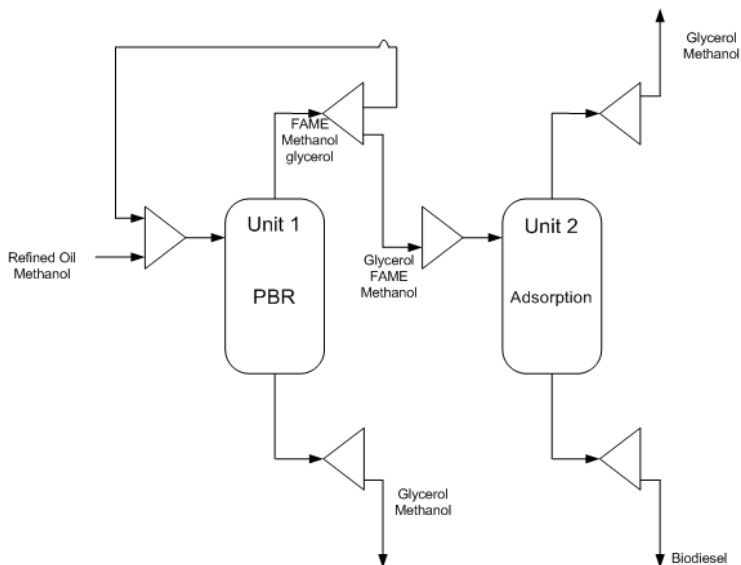 Glycerol
Methanol
FAME
Methanol
glycerol
Unit 1
PBR
Unit 2
Adsorption
Refined Oil
Methanol
Glycerol
FAME
Methanol
Glycerol
Methanol
Biodiesel